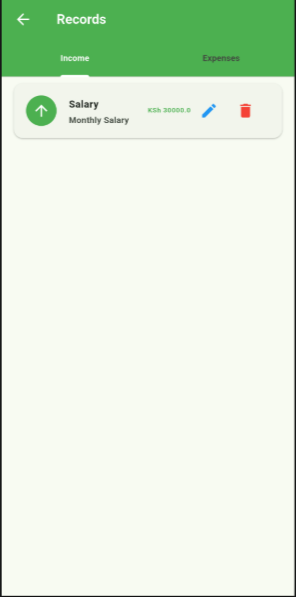 Records
Income Expenses
Salary
KSh 30000.0
Monthly Salary